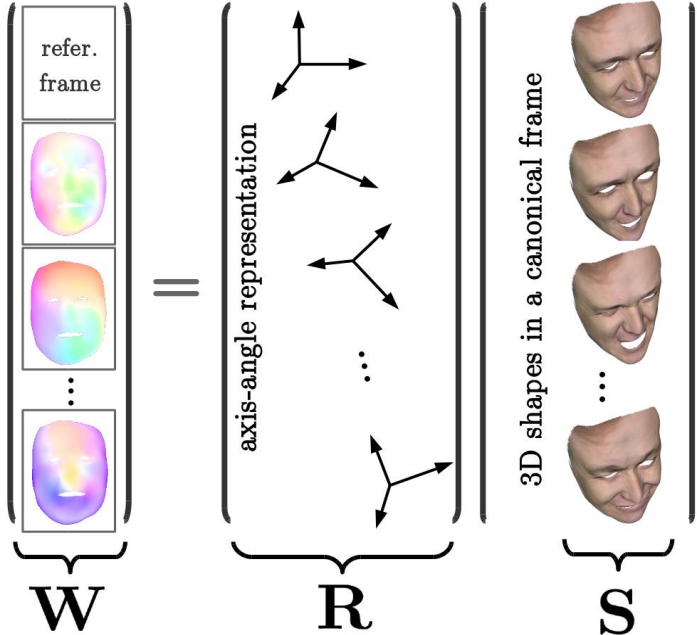 refer.
frame
axis-angle representation
3D shapes in a canonical frame
=
W
R
S